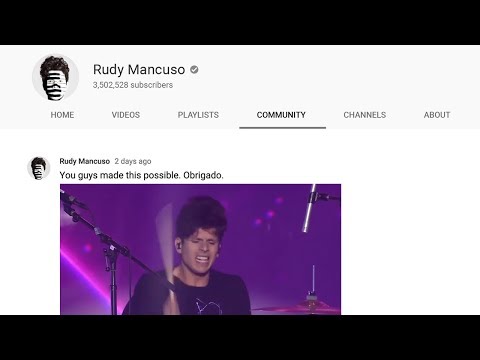 Rudy Mancuso
3,502,528 subscribers
HOME VIDEOS PLAYLISTS COMMUNITY CHANNELS ABOUT
Rudy Mancuso 2 days ago
You guys made this possible. Obrigado.